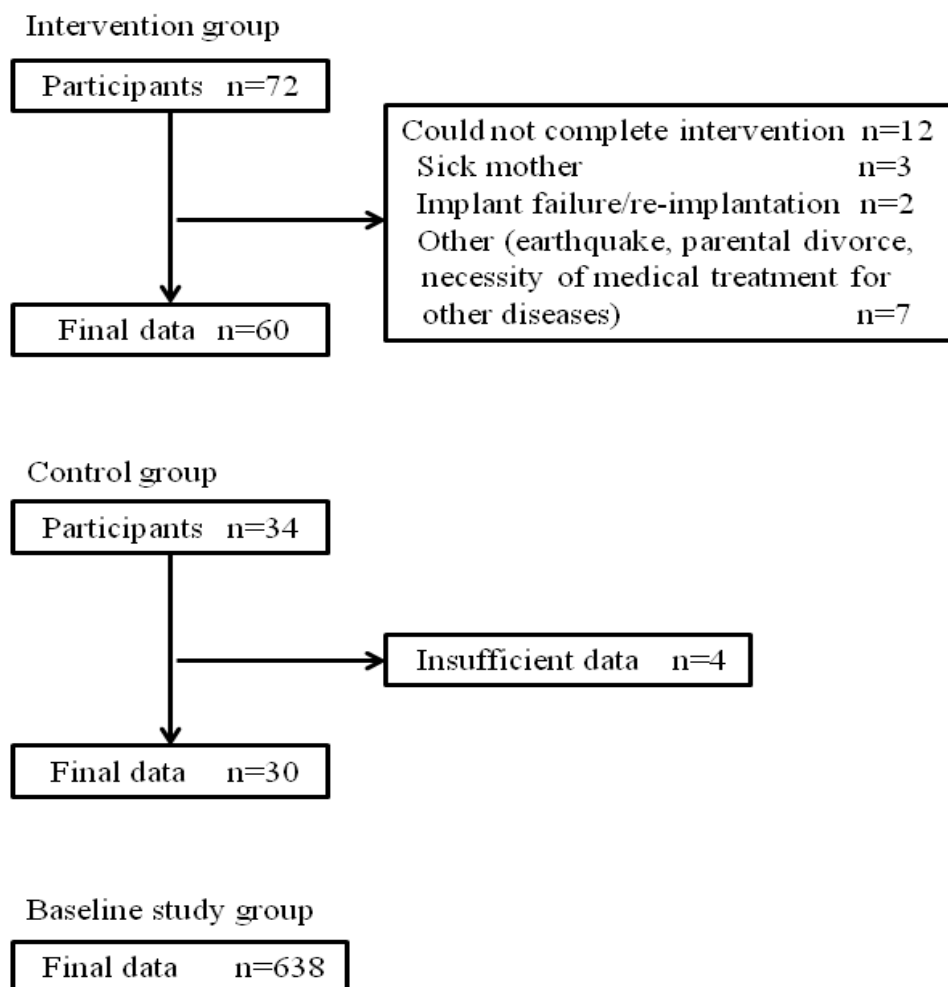 Intervention group
Participants n=72
Could not complete intervention n=12
Sick mother n=3
Implant failure/re-implantation n=2
Other (earthquake, parental divorce,
necessity of medical treatment for
other diseases) n=7
Final data n=60
Control group
Participants n=34
Insufficient data n=4
Final data n=30
Baseline study group
Final data n=638